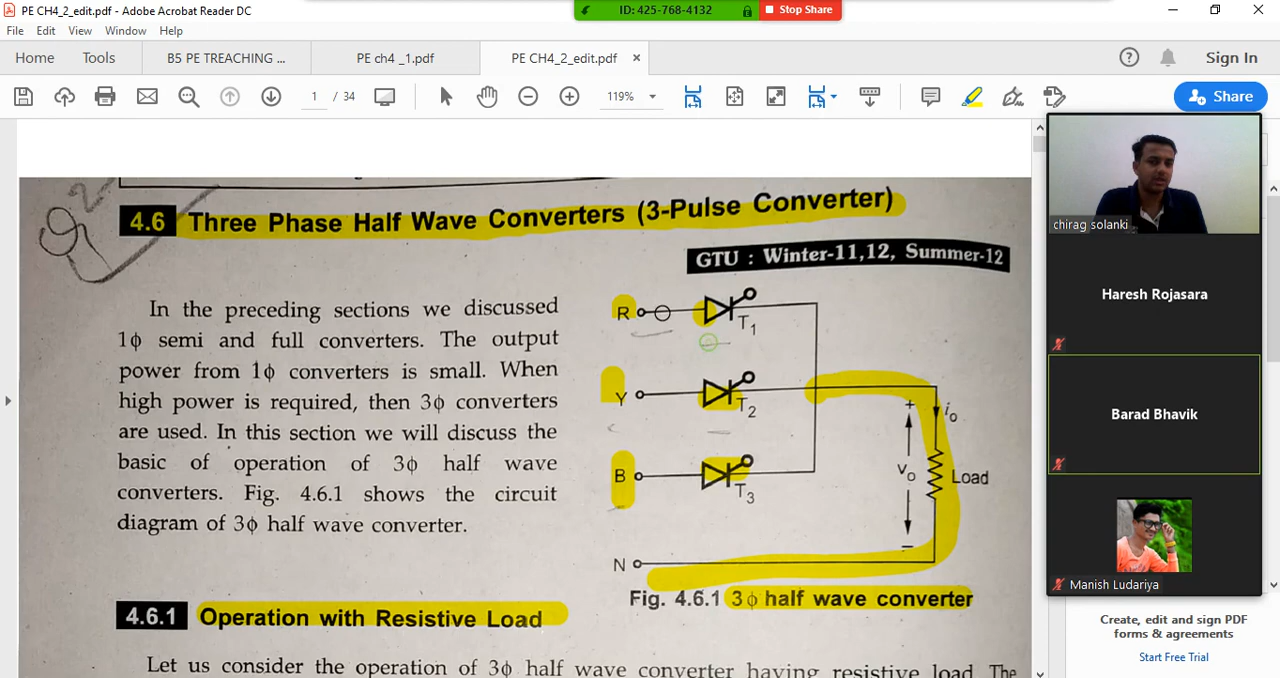 PE CH4_2_edit.pdf - Adobe Acrobat Reader DC
ID: 425-768-4132
Stop Share
File Edit View Window Help
Home Tools B5 PE TREACHING ... PE ch4 _1.pdf PE CH4_2_edit.pdf
Sign In
1 / 34
119%
Share
4.6 Three Phase Half Wave Converters (3-Pulse Converter)
GTU : Winter-11,12, Summer-12
In the preceding sections we discussed
1ϕ semi and full converters. The output
power from 1ϕ converters is small. When
high power is required, then 3ϕ converters
are used. In this section we will discuss the
basic of operation of 3ϕ half wave
converters. Fig. 4.6.1 shows the circuit
diagram of 3ϕ half wave converter.
R
T1
Y
T2
B
T3
N
+
io
vo
Load
−
Fig. 4.6.1 3ϕ half wave converter
4.6.1 Operation with Resistive Load
Let us consider the operation of 3ϕ half wave converter having resistive load. The
chirag solanki
Haresh Rojasara
Barad Bhavik
Manish Ludariya
Create, edit and sign PDF
forms & agreements
Start Free Trial